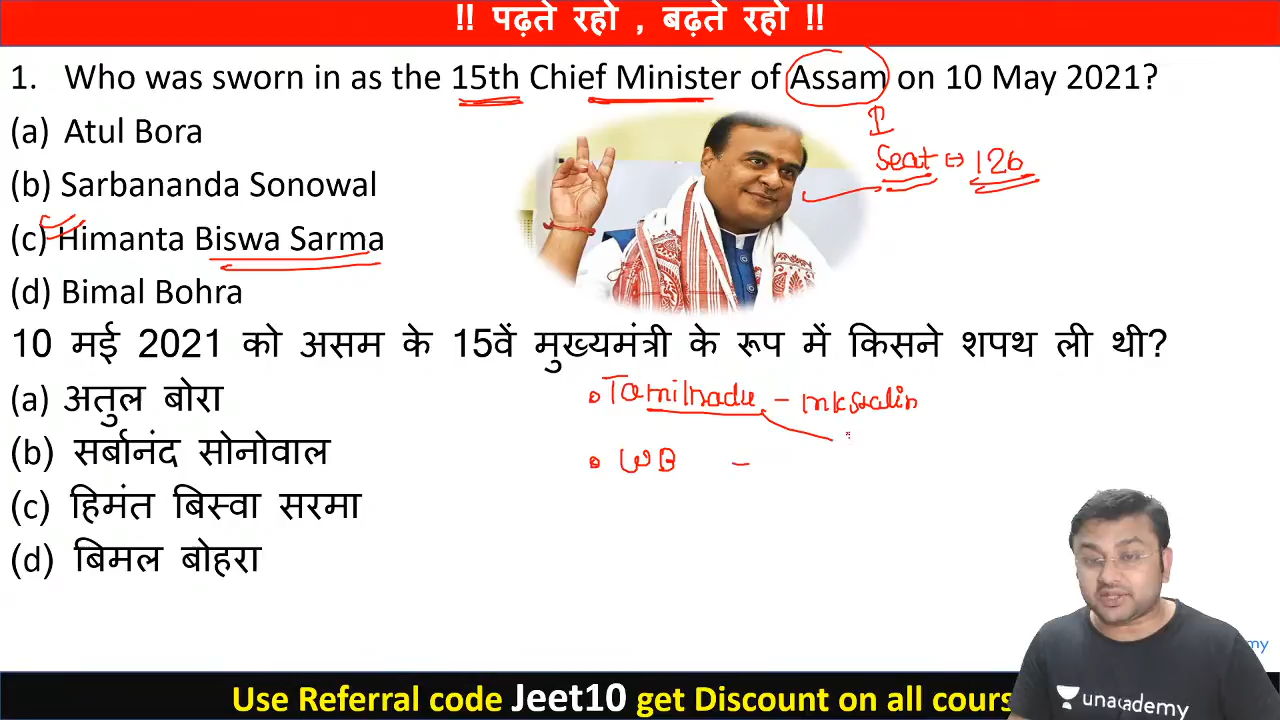 !! पढ़ते रहो , बढ़ते रहो !!
1. Who was sworn in as the 15th Chief Minister of Assam on 10 May 2021?
(a) Atul Bora
Seat ⇒ 126
(b) Sarbananda Sonowal
(c) Himanta Biswa Sarma
(d) Bimal Bohra
10 मई 2021 को असम के 15वें मुख्यमंत्री के रूप में किसने शपथ ली थी?
(a) अतुल बोरा
• Tamilnadu - mk Stalin
(b) सर्बानंद सोनोवाल
• WB -
(c) हिमंत बिस्वा सरमा
(d) बिमल बोहरा
unacademy
Use Referral code Jeet10 get Discount on all cours